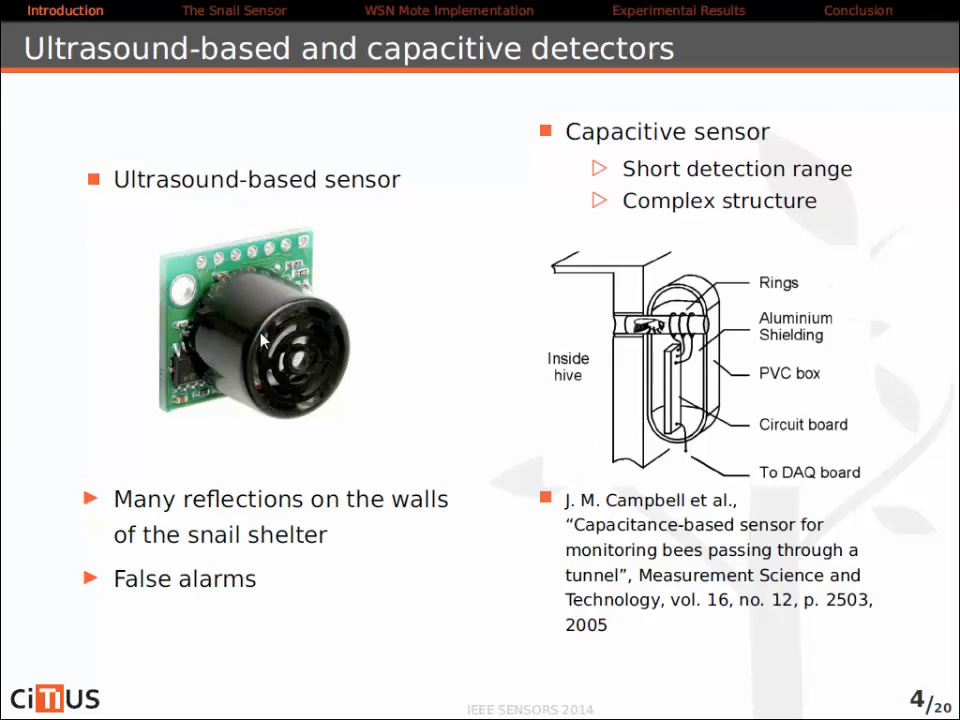 Introduction
The Snail Sensor
WSN Mote Implementation
Experimental Results
Conclusion
Ultrasound-based and capacitive detectors
Ultrasound-based sensor
Many reflections on the walls
of the snail shelter
False alarms
Capacitive sensor
Short detection range
Complex structure
Rings
Aluminium
Shielding
Inside
hive
PVC box
Circuit board
To DAQ board
J. M. Campbell et al.,
“Capacitance-based sensor for
monitoring bees passing through a
tunnel”, Measurement Science and
Technology, vol. 16, no. 12, p. 2503,
2005
CiTIUS
IEEE SENSORS 2014
4/20